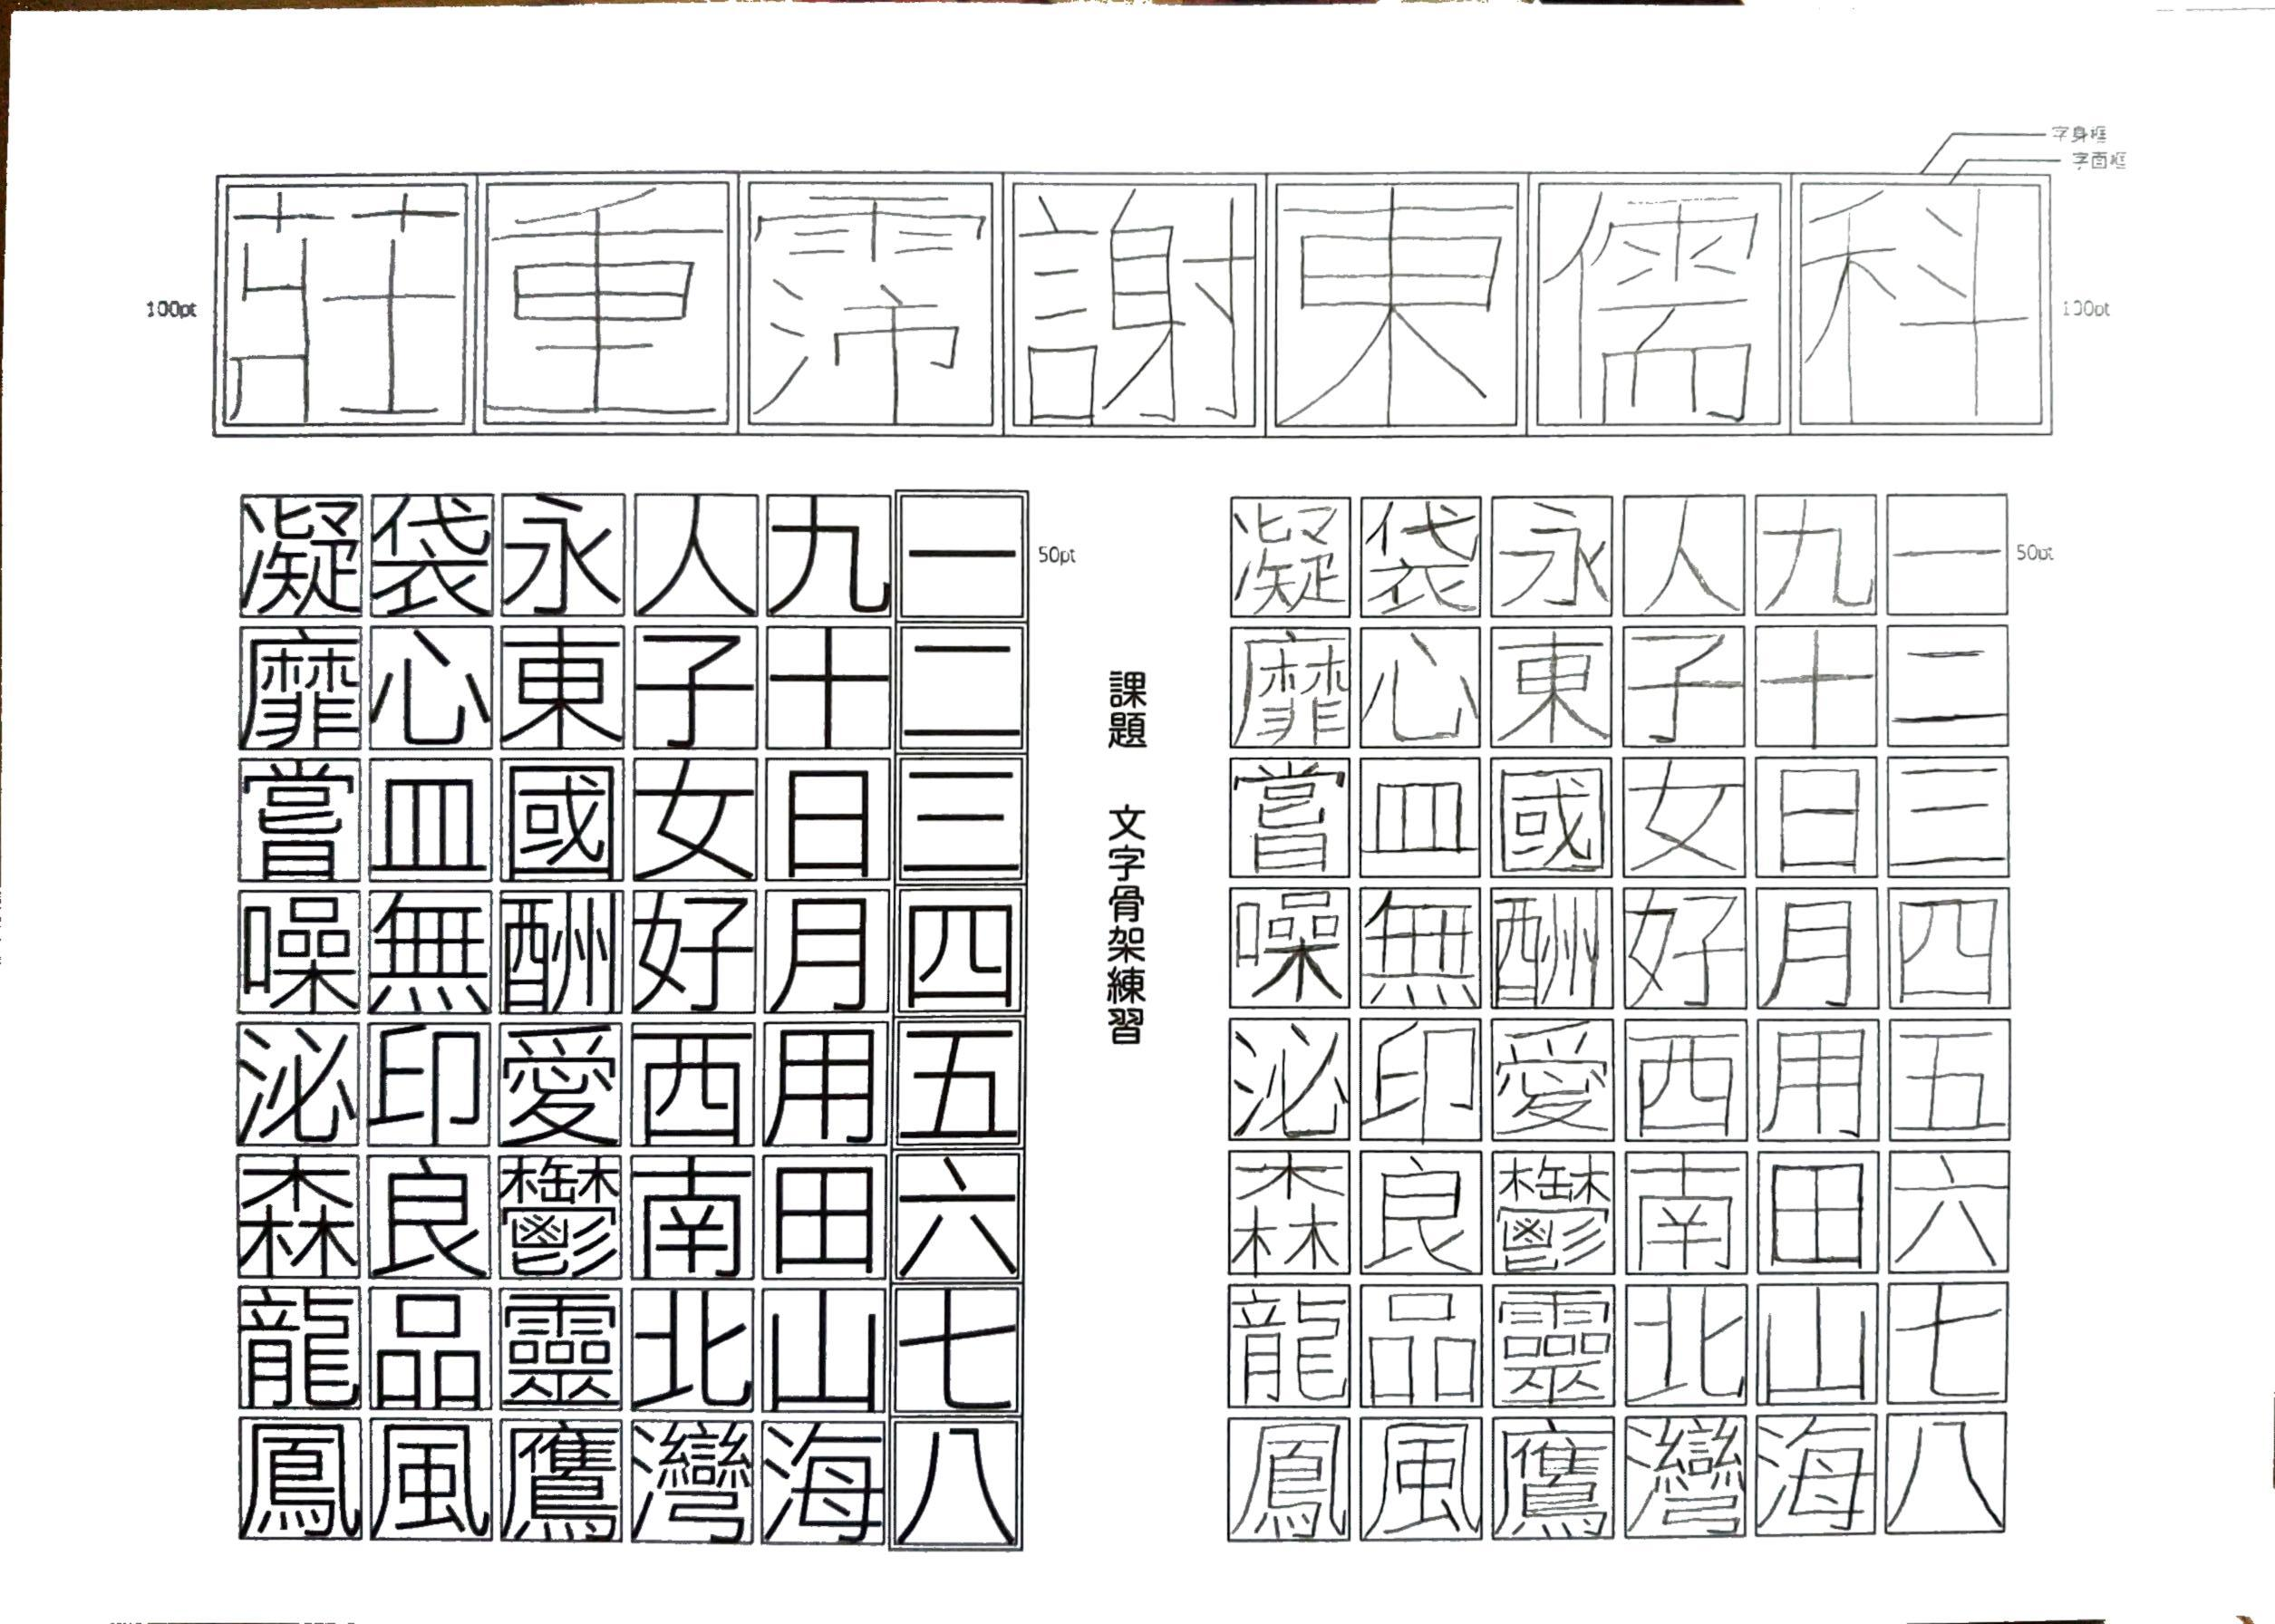 字身框
字面框
100pt
科儒東謝霈重莊
100pt
50pt
一二三四五六七八
九十日月用田山海
人子女好西南北灣
永東國酬愛鬱靈鷹
袋心皿無印良品風
凝靡嘗噪泌森龍鳳
課題　文字骨架練習
50pt
一二三四五六七八
九十日月用田山海
人子女好西南北灣
永東國酬愛鬱靈鷹
袋心皿無印良品風
凝靡嘗噪泌森龍鳳